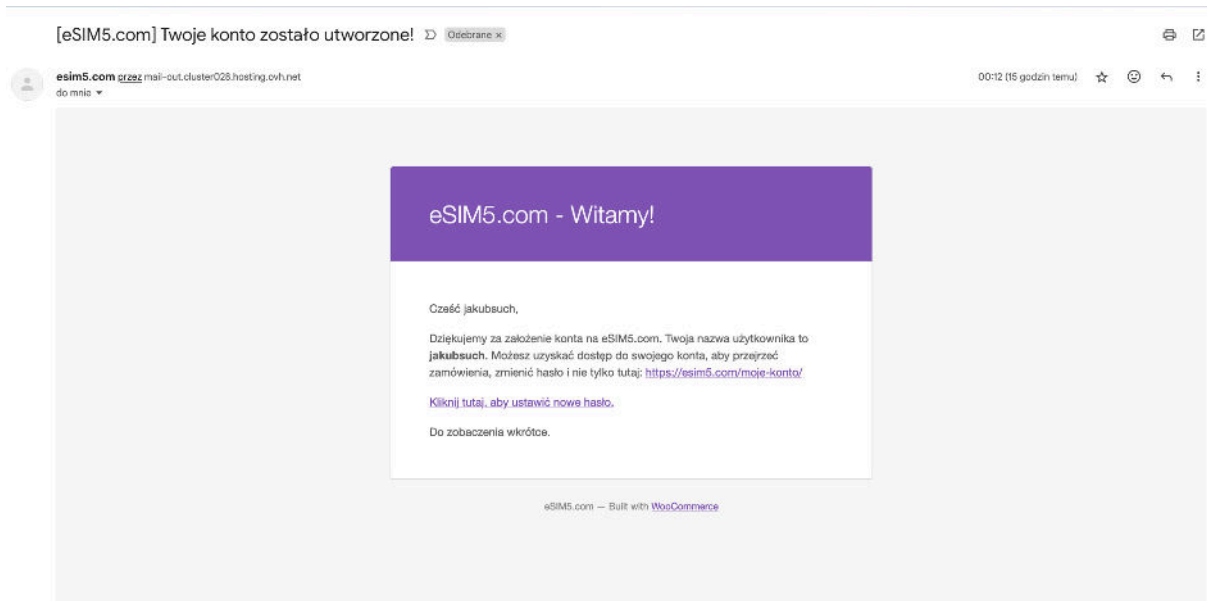 [eSIM5.com] Twoje konto zostało utworzone! Odebrane x
esim5.com przez mail-out.cluster028.hosting.ovh.net
00:12 (15 godzin temu)
do mnie
eSIM5.com - Witamy!
Cześć jakubsuch,
Dziękujemy za założenie konta na eSIM5.com. Twoja nazwa użytkownika to
jakubsuch. Możesz uzyskać dostęp do swojego konta, aby przejrzeć
zamówienia, zmienić hasło i nie tylko tutaj: https://esim5.com/moje-konto/
Kliknij tutaj, aby ustawić nowe hasło.
Do zobaczenia wkrótce.
eSIM5.com — Built with WooCommerce